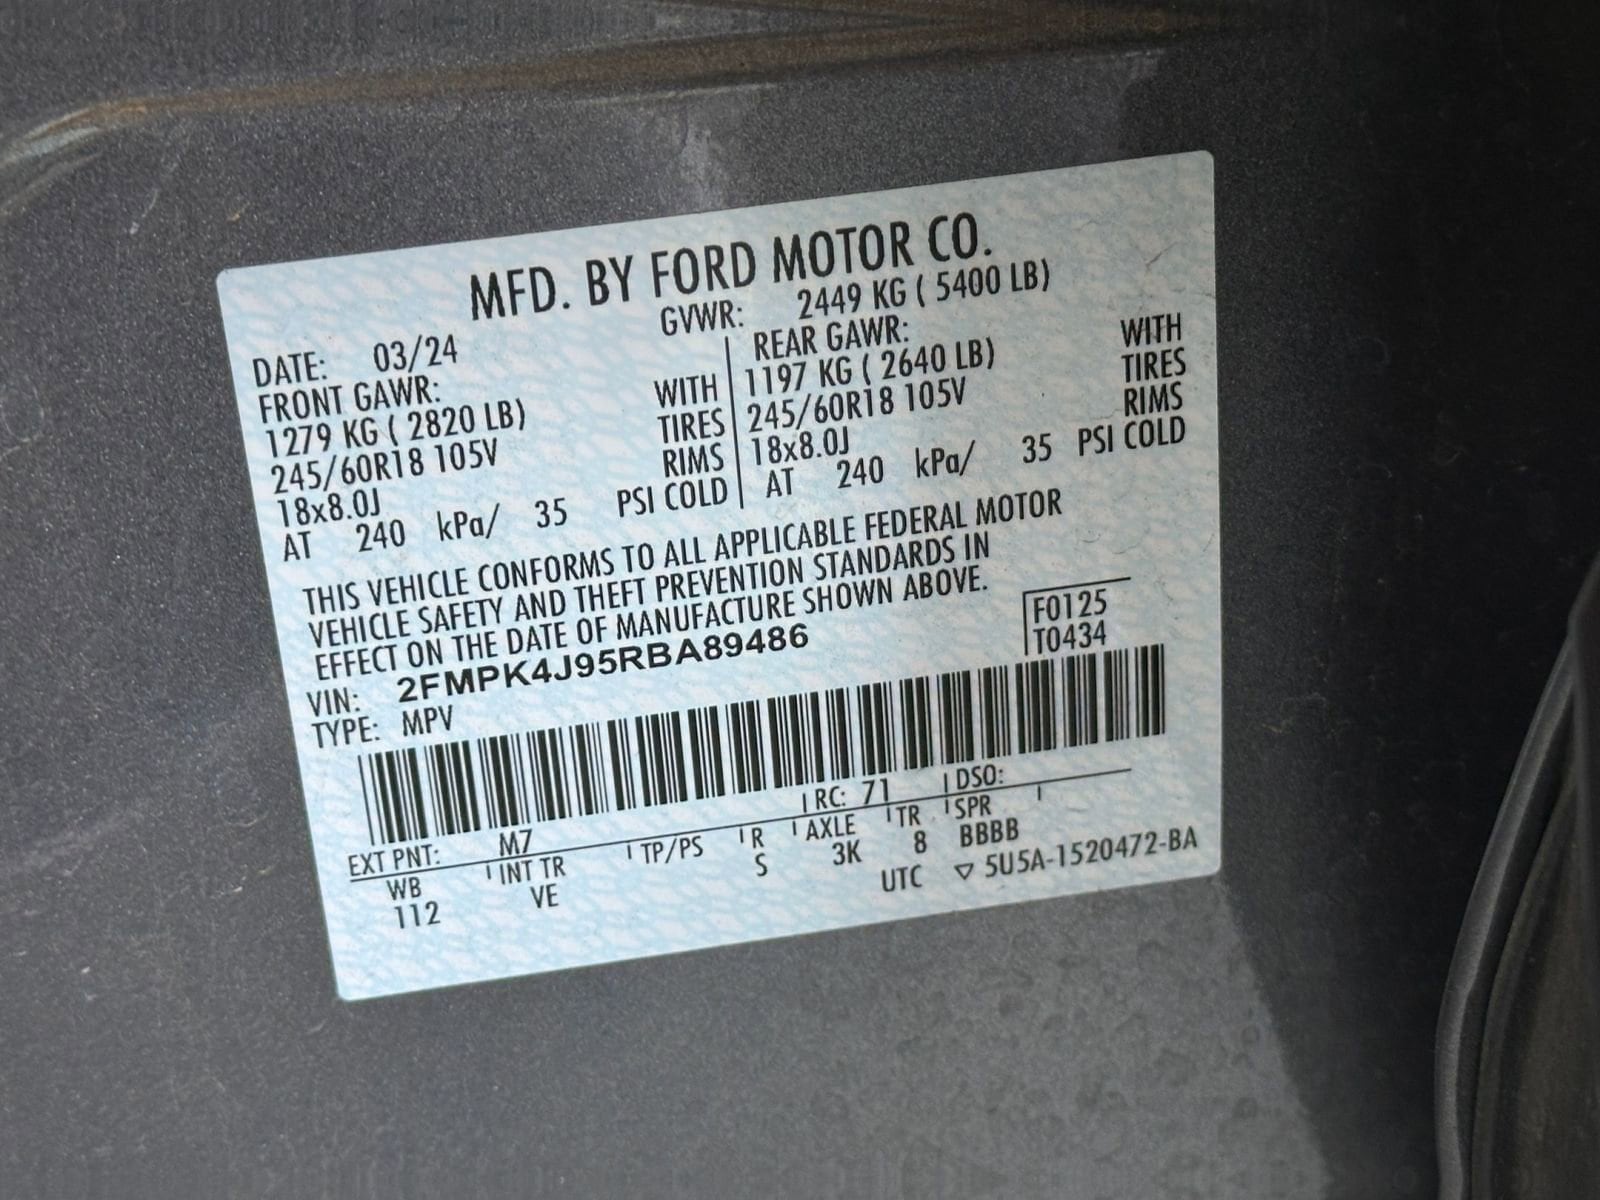 MFD. BY FORD MOTOR CO.
DATE: 03/24 GVWR: 2449 KG ( 5400 LB)
FRONT GAWR: REAR GAWR:
1279 KG ( 2820 LB) WITH 1197 KG ( 2640 LB) WITH
245/60R18 105V TIRES 245/60R18 105V TIRES
18x8.0J RIMS 18x8.0J RIMS
AT 240 kPa/ 35 PSI COLD AT 240 kPa/ 35 PSI COLD
THIS VEHICLE CONFORMS TO ALL APPLICABLE FEDERAL MOTOR
VEHICLE SAFETY AND THEFT PREVENTION STANDARDS IN
EFFECT ON THE DATE OF MANUFACTURE SHOWN ABOVE.
VIN: 2FMPK4J95RBA89486 F0125
TYPE: MPV T0434
EXT PNT: M7 RC: 71 DSO:
WB INT TR TP/PS R AXLE TR SPR
112 VE S 3K 8 BBBB
UTC ▽ 5U5A-1520472-BA